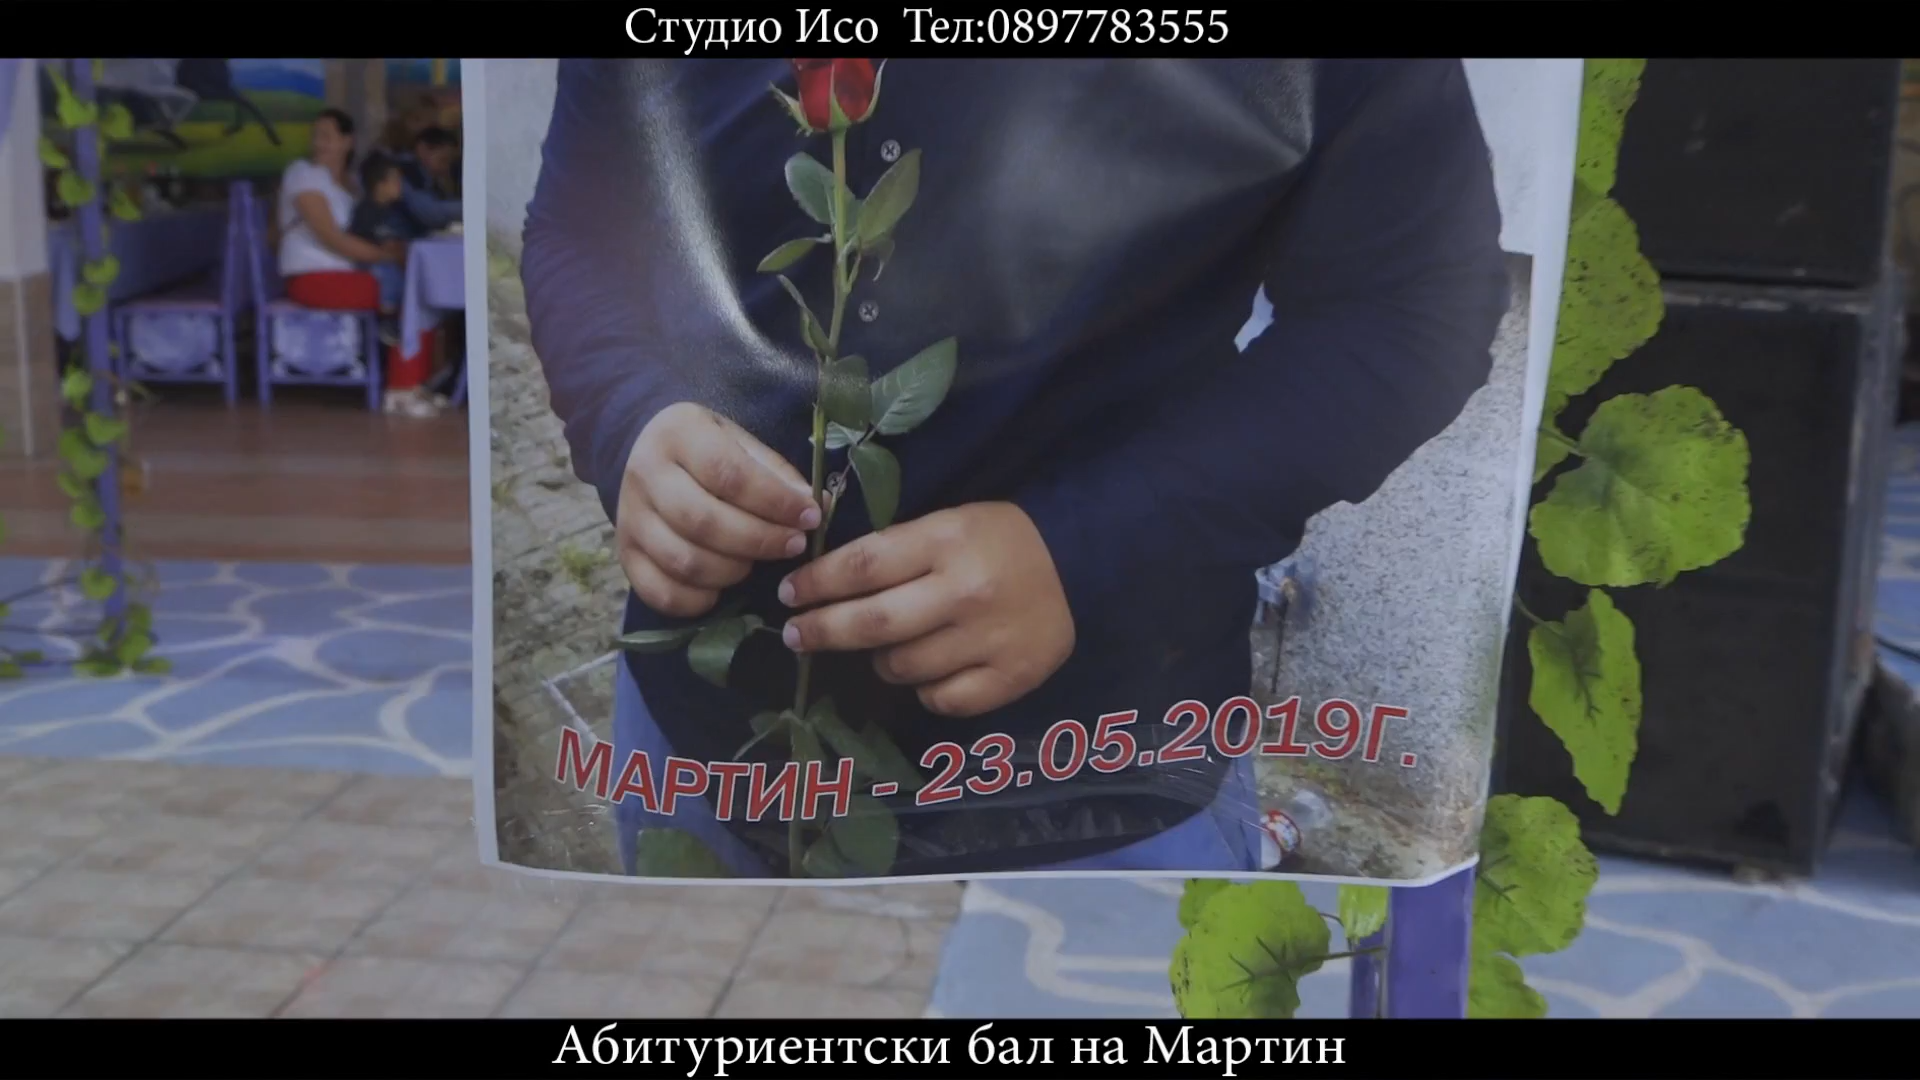 Студио Исо Тел:0897783555
МАРТИН - 23.05.2019Г.
Абитуриентски бал на Мартин